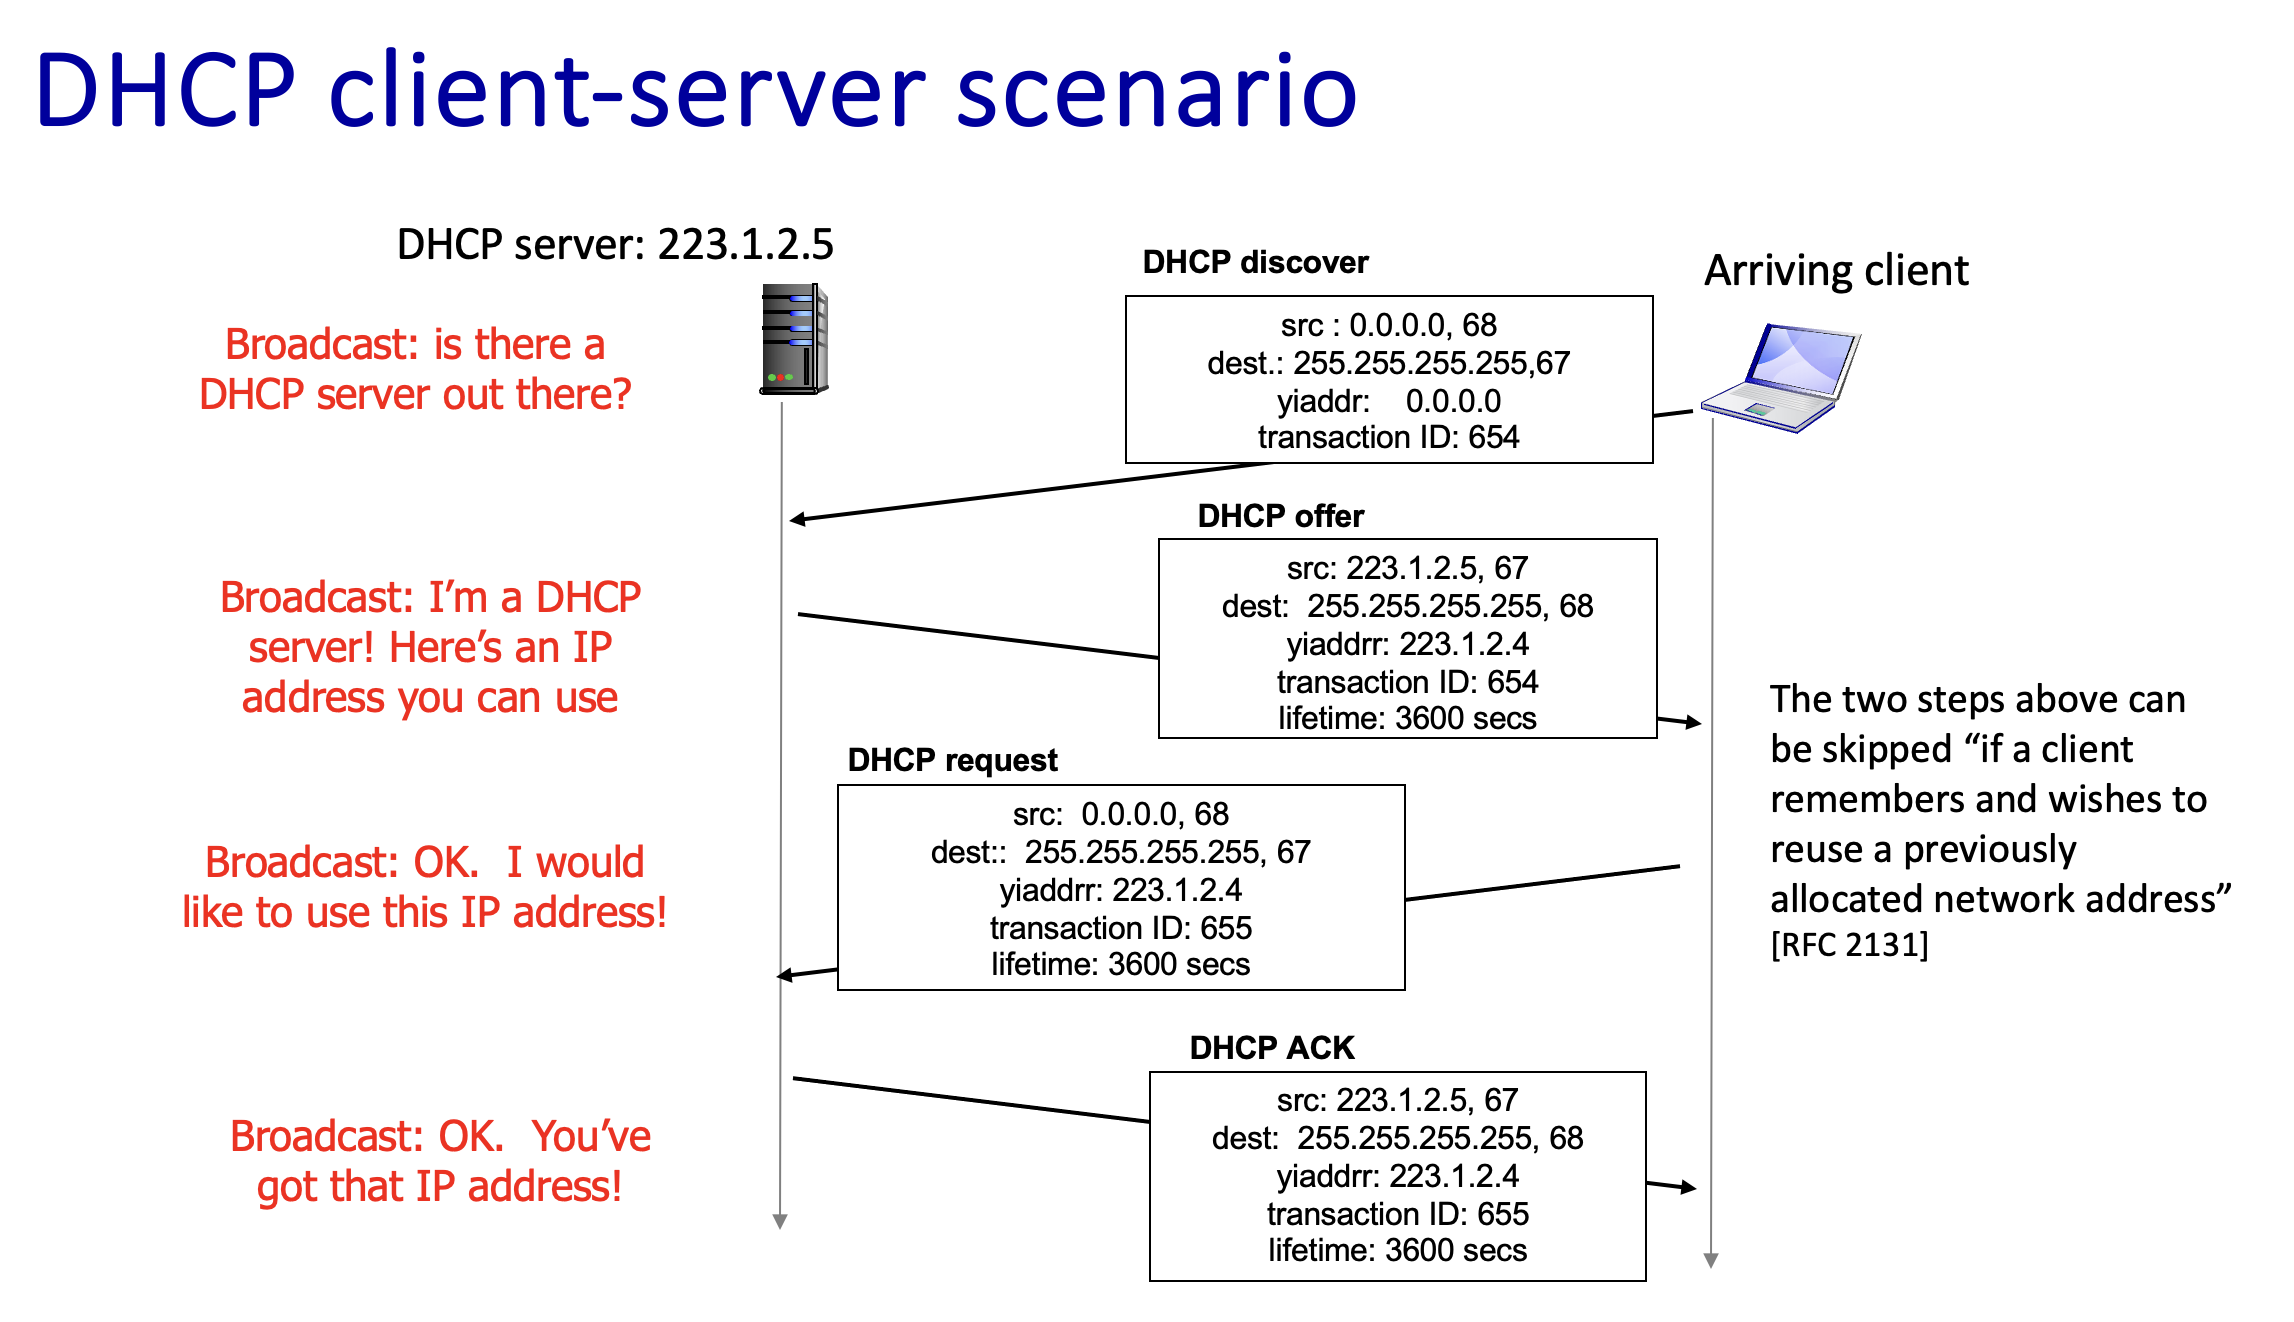 DHCP client-server scenario
DHCP server: 223.1.2.5
Arriving client
Broadcast: is there a
DHCP server out there?
DHCP discover
src : 0.0.0.0, 68
dest.: 255.255.255.255,67
yiaddr: 0.0.0.0
transaction ID: 654
Broadcast: I’m a DHCP
server! Here’s an IP
address you can use
DHCP offer
src: 223.1.2.5, 67
dest: 255.255.255.255, 68
yiaddrr: 223.1.2.4
transaction ID: 654
lifetime: 3600 secs
The two steps above can
be skipped “if a client
remembers and wishes to
reuse a previously
allocated network address”
[RFC 2131]
Broadcast: OK. I would
like to use this IP address!
DHCP request
src: 0.0.0.0, 68
dest:: 255.255.255.255, 67
yiaddrr: 223.1.2.4
transaction ID: 655
lifetime: 3600 secs
Broadcast: OK. You’ve
got that IP address!
DHCP ACK
src: 223.1.2.5, 67
dest: 255.255.255.255, 68
yiaddrr: 223.1.2.4
transaction ID: 655
lifetime: 3600 secs